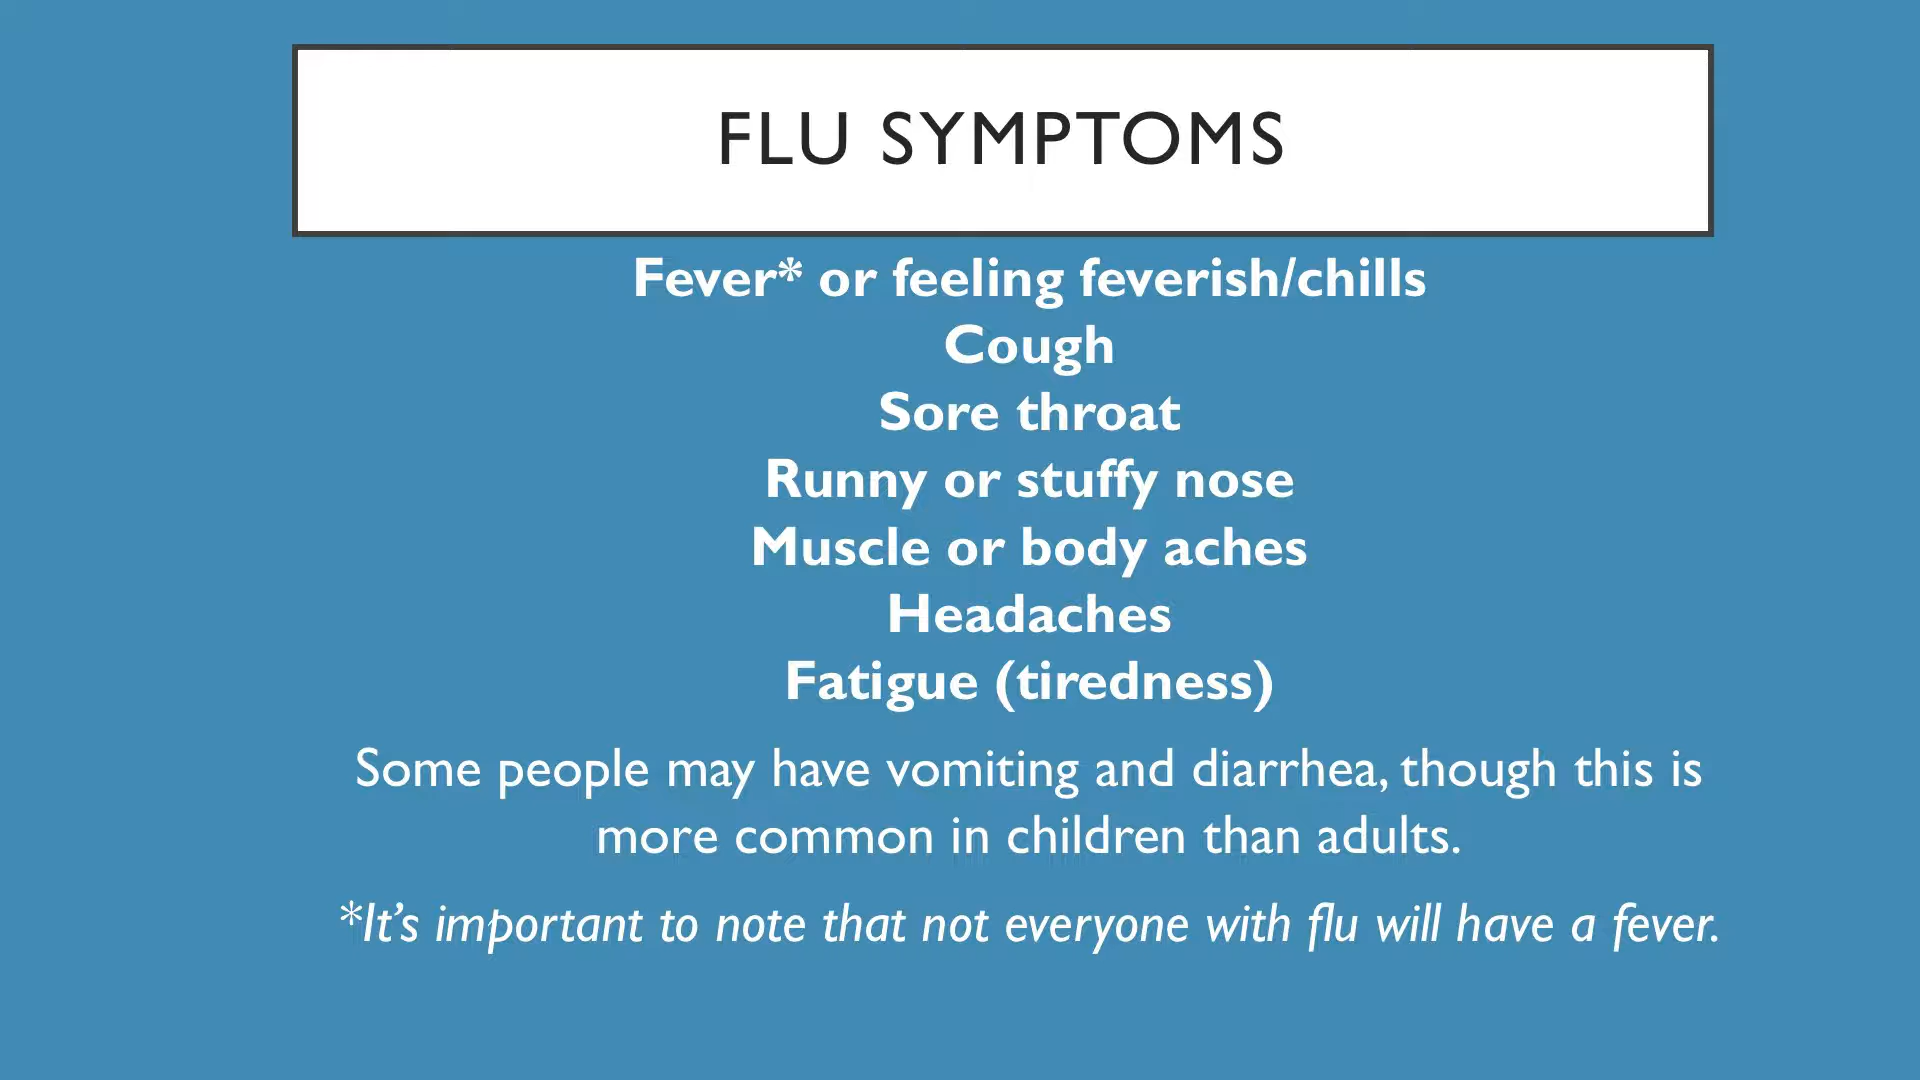 FLU SYMPTOMS
Fever* or feeling feverish/chills
Cough
Sore throat
Runny or stuffy nose
Muscle or body aches
Headaches
Fatigue (tiredness)
Some people may have vomiting and diarrhea, though this is
more common in children than adults.
*It’s important to note that not everyone with flu will have a fever.